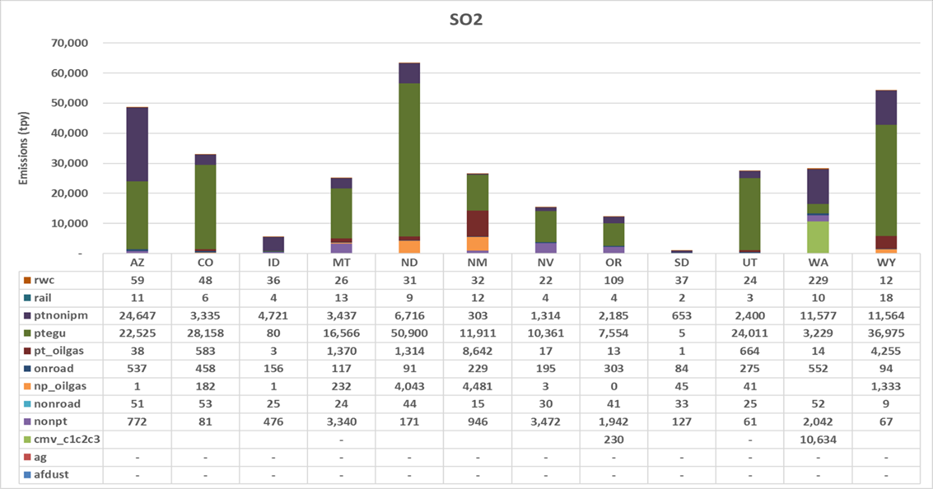 SO2
70,000
60,000
50,000
40,000
30,000
20,000
10,000
-
Emissions (tpy)
AZ CO ID MT ND NM NV OR SD UT WA WY
rwc 59 48 36 26 31 32 22 109 37 24 229 12
rail 11 6 4 13 9 12 4 4 2 3 10 18
ptnonipm 24,647 3,335 4,721 3,437 6,716 303 1,314 2,185 653 2,400 11,577 11,564
ptegu 22,525 28,158 80 16,566 50,900 11,911 10,361 7,554 5 24,011 3,229 36,975
pt_oilgas 38 583 3 1,370 1,314 8,642 17 13 1 664 14 4,255
onroad 537 458 156 117 91 229 195 303 84 275 552 94
np_oilgas 1 182 1 232 4,043 4,481 3 0 45 41 1,333
nonroad 51 53 25 24 44 15 30 41 33 25 52 9
nonpt 772 81 476 3,340 171 946 3,472 1,942 127 61 2,042 67
cmv_c1c2c3 - 230 - 10,634
ag - - - - - - - - - - - -
afdust - - - - - - - - - - - -